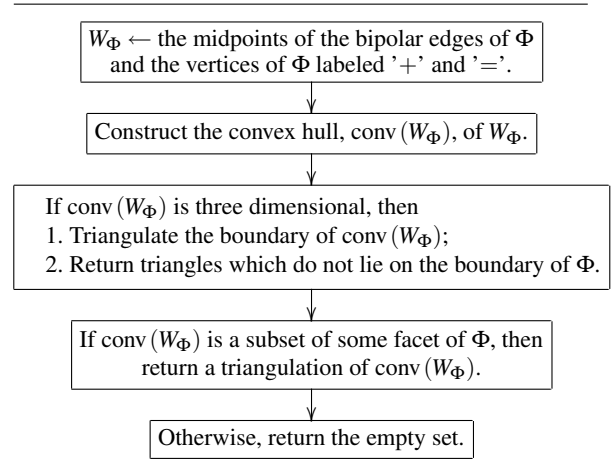 W_Φ ← the midpoints of the bipolar edges of Φ
and the vertices of Φ labeled '+' and '='.
Construct the convex hull, conv(W_Φ), of W_Φ.
If conv(W_Φ) is three dimensional, then
1. Triangulate the boundary of conv(W_Φ);
2. Return triangles which do not lie on the boundary of Φ.
If conv(W_Φ) is a subset of some facet of Φ, then
return a triangulation of conv(W_Φ).
Otherwise, return the empty set.